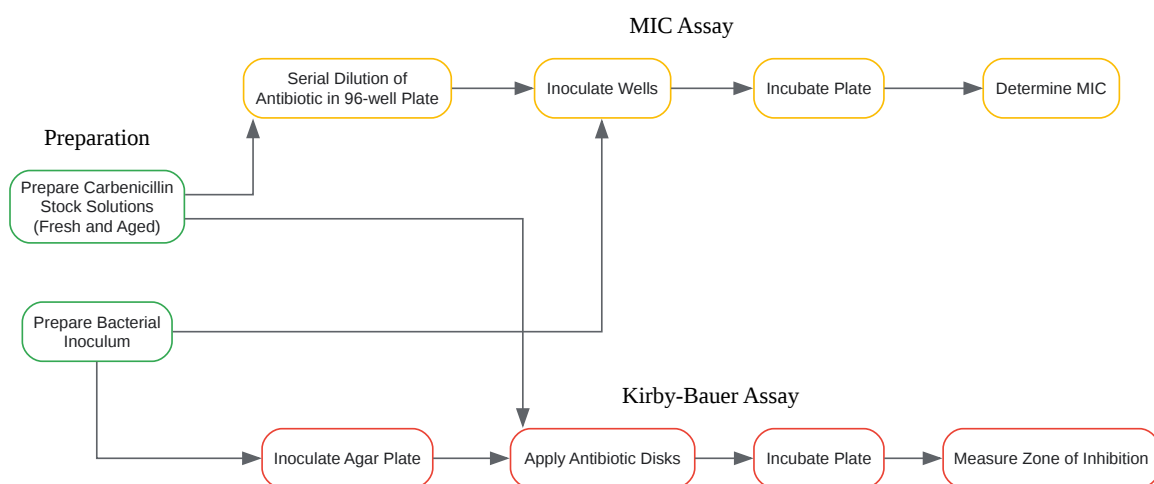 MIC Assay
Serial Dilution of
Antibiotic in 96-well Plate
Inoculate Wells
Incubate Plate
Determine MIC
Preparation
Prepare Carbenicillin
Stock Solutions
(Fresh and Aged)
Prepare Bacterial
Inoculum
Kirby-Bauer Assay
Inoculate Agar Plate
Apply Antibiotic Disks
Incubate Plate
Measure Zone of Inhibition